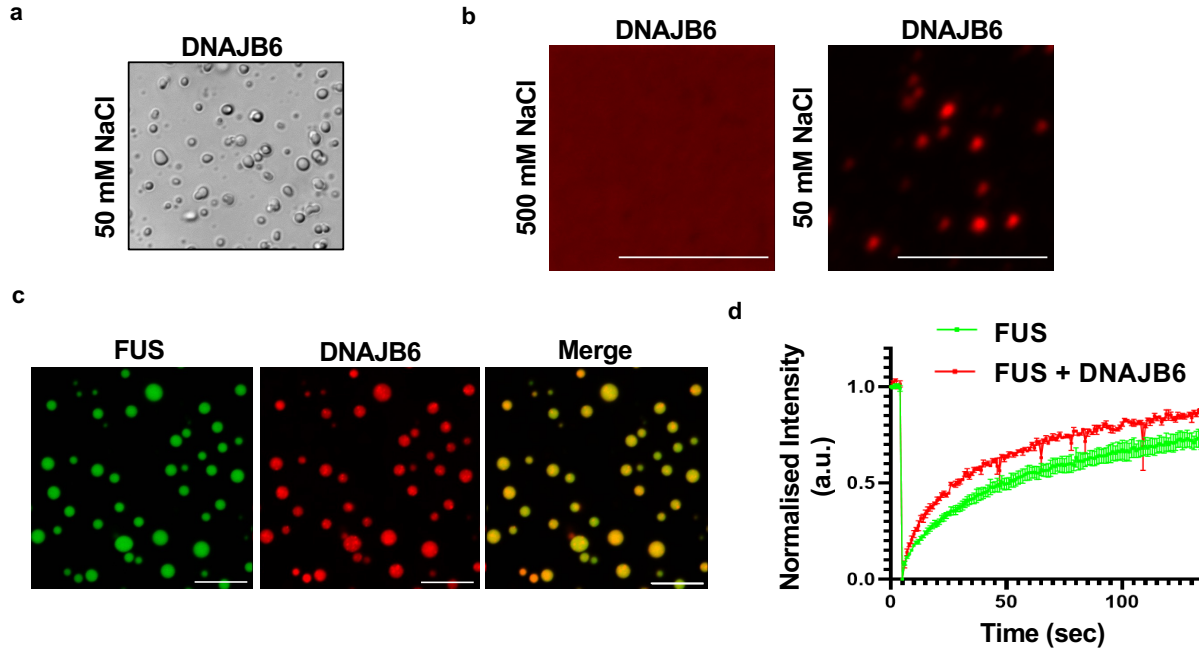 a
DNAJB6
50 mM NaCl
b
DNAJB6
500 mM NaCl
DNAJB6
50 mM NaCl
c
FUS
DNAJB6
Merge
d
FUS
FUS + DNAJB6
Normalised Intensity
(a.u.)
1.0
0.5
0.0
0
50
100
Time (sec)